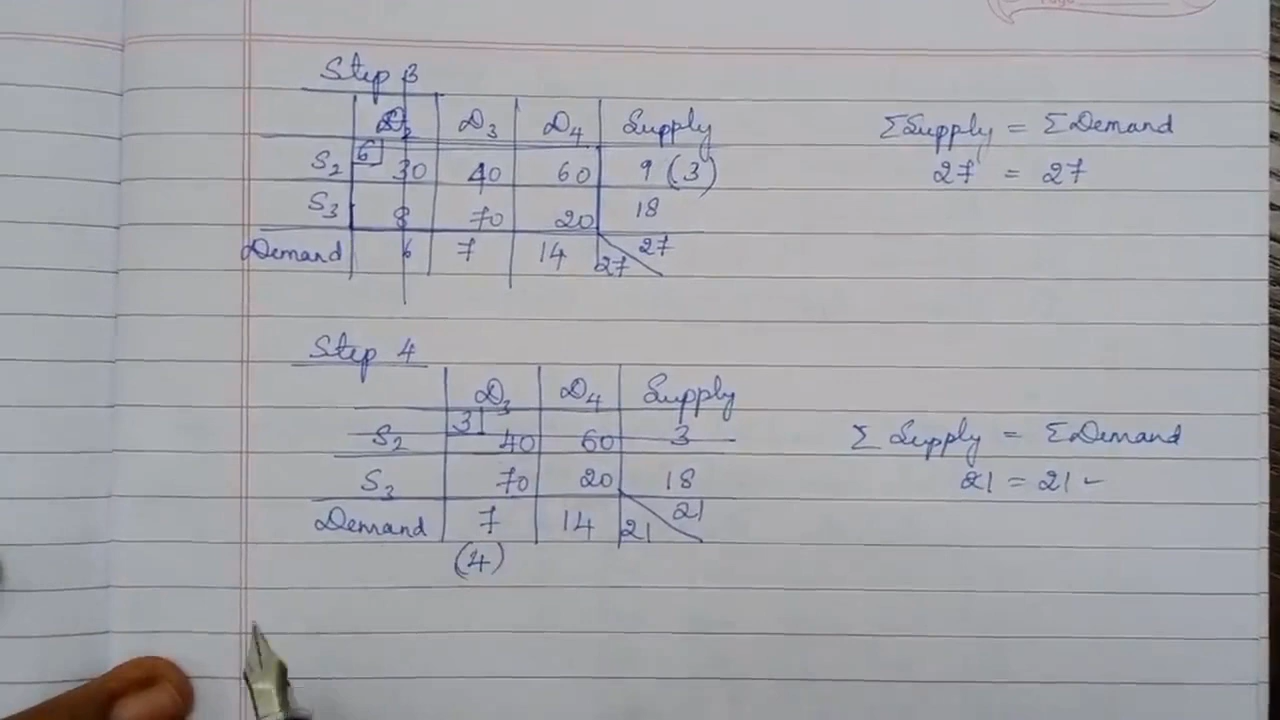 Step 3
D2 D3 D4 Supply
ΣSupply = ΣDemand
S2 6 30 40 60 9 (3)
27 = 27
S3 8 70 20 18
Demand 6 7 14 27 27
Step 4
D3 D4 Supply
S2 3 40 60 3
Σ Supply = ΣDemand
S3 70 20 18
21 = 21
Demand 7 14 21 21
(4)